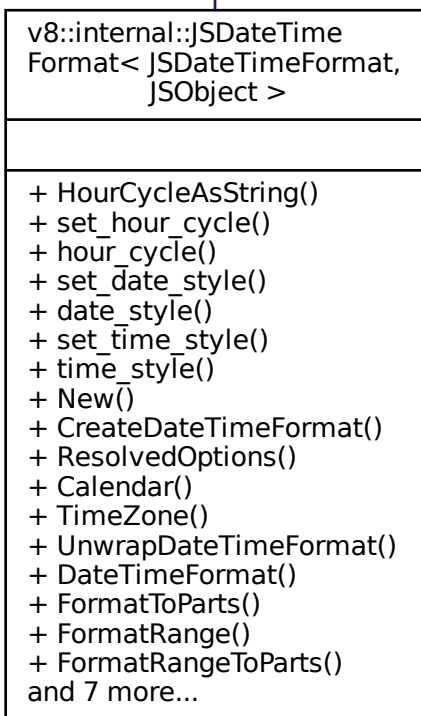 v8::internal::JSDateTime
Format< JSDateTimeFormat,
JSObject >
+ HourCycleAsString()
+ set_hour_cycle()
+ hour_cycle()
+ set_date_style()
+ date_style()
+ set_time_style()
+ time_style()
+ New()
+ CreateDateTimeFormat()
+ ResolvedOptions()
+ Calendar()
+ TimeZone()
+ UnwrapDateTimeFormat()
+ DateTimeFormat()
+ FormatToParts()
+ FormatRange()
+ FormatRangeToParts()
and 7 more...